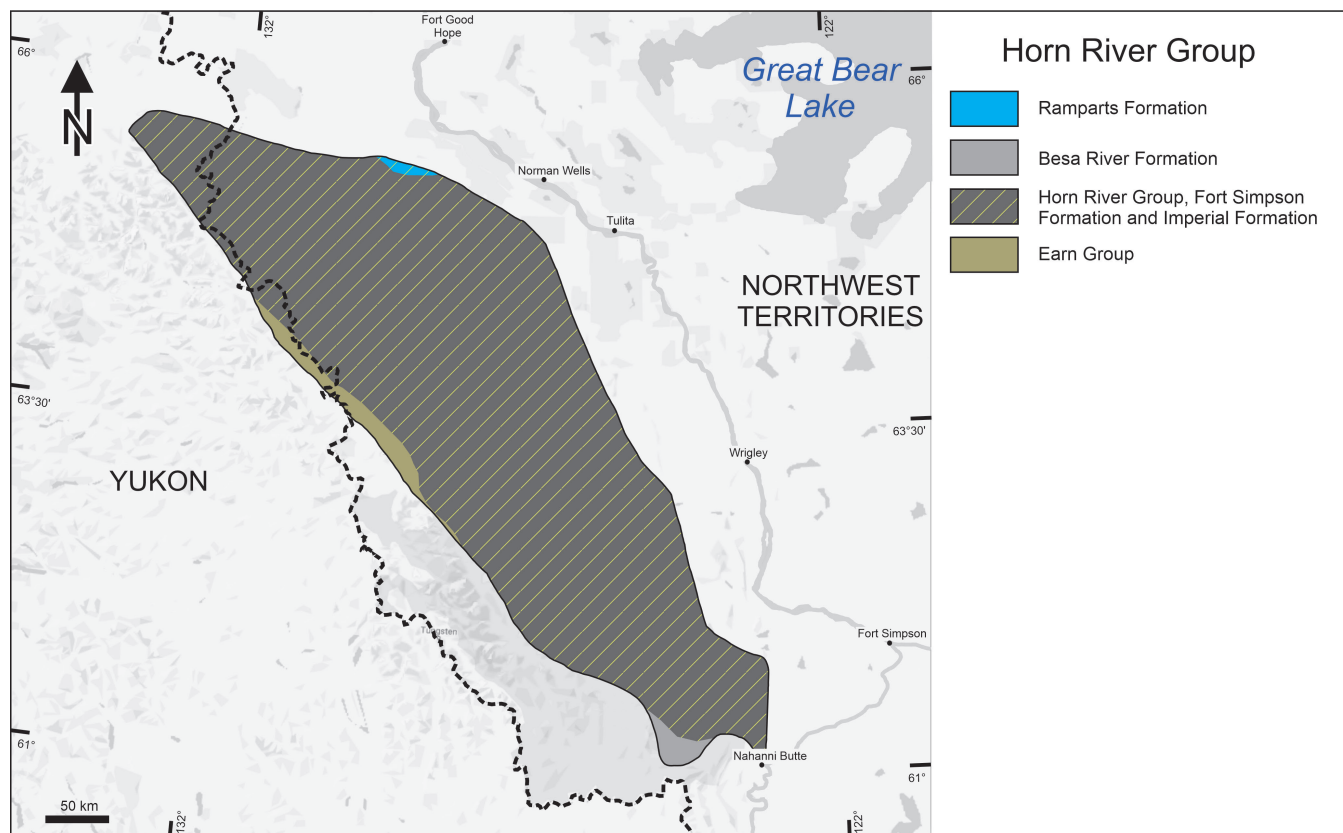 132°
Fort Good
Hope
122°
66°
66°
Great Bear
Lake
N
Norman Wells
Tulita
NORTHWEST
TERRITORIES
63°30'
63°30'
Wrigley
YUKON
Tungsten
Fort Simpson
61°
Nahanni Butte
61°
50 km
132°
122°
Horn River Group
Ramparts Formation
Besa River Formation
Horn River Group, Fort Simpson
Formation and Imperial Formation
Earn Group